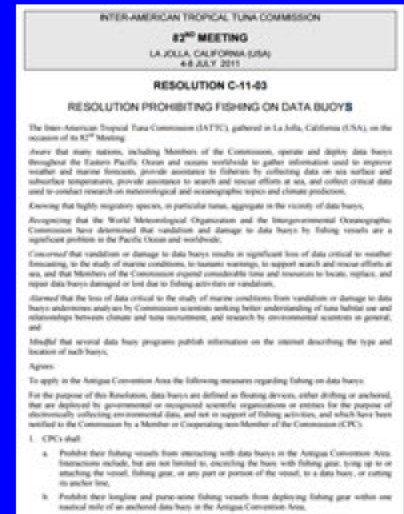 INTER-AMERICAN TROPICAL TUNA COMMISSION
82ND MEETING
LA JOLLA, CALIFORNIA (USA)
4-8 JULY 2011
RESOLUTION C-11-03
RESOLUTION PROHIBITING FISHING ON DATA BUOYS
The Inter-American Tropical Tuna Commission (IATTC), gathered in La Jolla, California (USA), on the
occasion of its 82nd Meeting:
Aware that many nations, including Members of the Commission, operate and deploy data buoys
throughout the Eastern Pacific Ocean and oceans worldwide to gather information used to improve
weather and marine forecasts, provide assistance to fisheries by collecting data on sea surface and
subsurface temperatures, provide assistance to search and rescue efforts at sea, and collect critical data
used to conduct research on meteorological and oceanographic topics and climate prediction,
Knowing that highly migratory species, in particular tunas, aggregate in the vicinity of data buoys,
Recognizing that the World Meteorological Organization and the Intergovernmental Oceanographic
Commission have determined that vandalism and damage to data buoys by fishing vessels are a
significant problem in the Pacific Ocean and worldwide,
Concerned that vandalism or damage to data buoys results in significant loss of data critical to weather
forecasting, to the study of marine conditions, to tsunami warnings, to support search and rescue efforts at
sea, and that Members of the Commission expend considerable time and resources to locate, replace, and
repair data buoys damaged or lost due to fishing activities or vandalism,
Alarmed that the loss of data critical to the study of marine conditions from vandalism or damage to data
buoys undermines analyses by Commission scientists seeking better understanding of tuna habitat use and
relationships between climate and tuna recruitment, and research by environmental scientists in general;
and
Mindful that several data buoy programs publish information on the internet describing the type and
location of such buoys,
Agrees:
To apply in the Antigua Convention Area the following measures regarding fishing on data buoys:
For the purpose of this Resolution, data buoys are defined as floating devices, either drifting or anchored,
that are deployed by governmental or recognized scientific organizations or entities for the purpose of
electronically collecting environmental data, and not in support of fishing activities, and which have been
notified to the Commission by a Member or Cooperating non-Member of the Commission (CPC).
1. CPCs shall:
a. Prohibit their fishing vessels from interacting with data buoys in the Antigua Convention Area.
Interactions include, but are not limited to, encircling the buoy with fishing gear, tying up to or
attaching the vessel, fishing gear, or any part or portion of the vessel, to a data buoy, or cutting
its anchor line.
b. Prohibit their longline and purse-seine fishing vessels from deploying fishing gear within one
nautical mile of an anchored data buoy in the Antigua Convention Area.